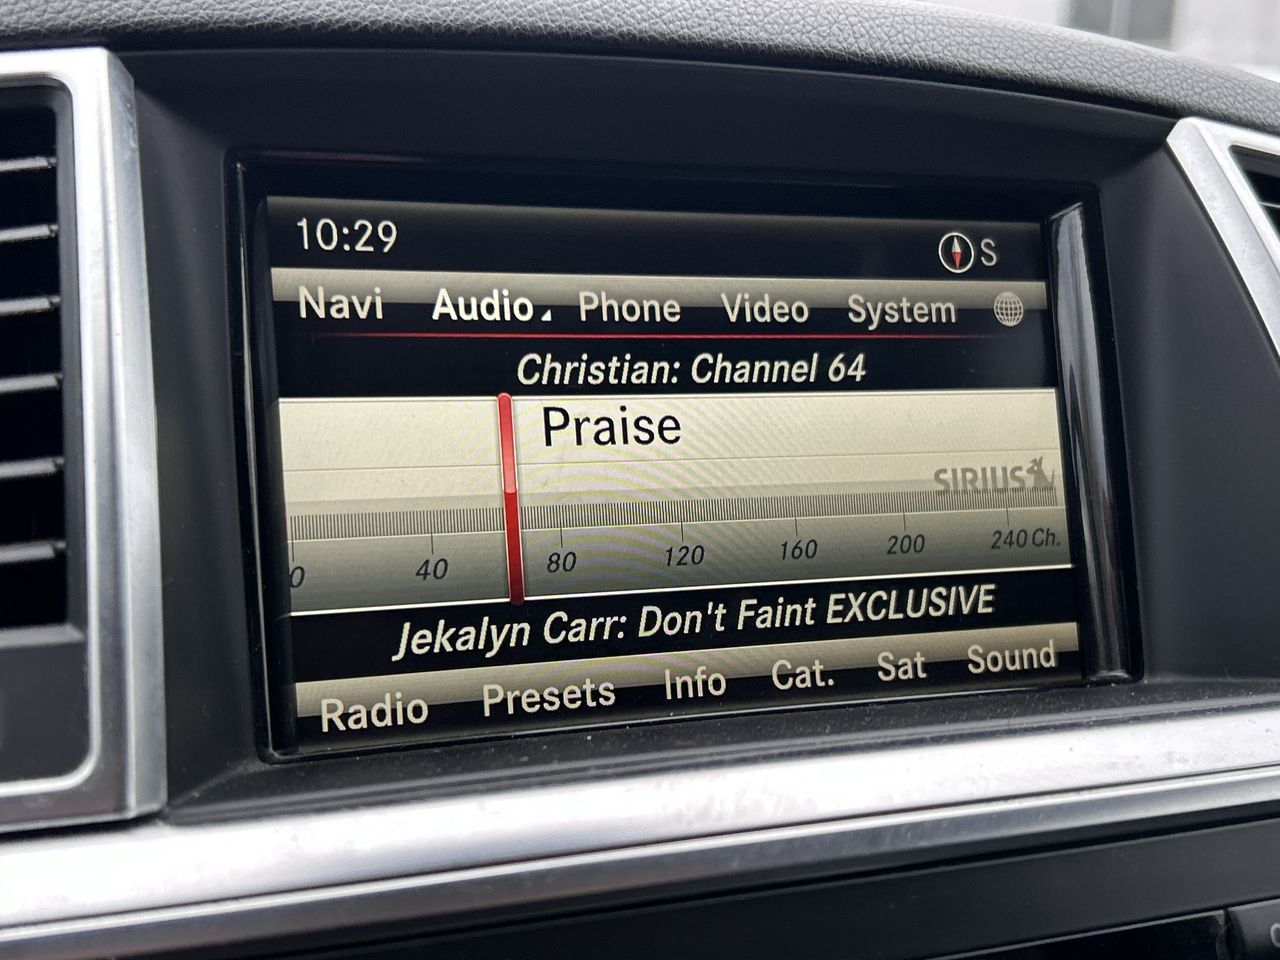 10:29 S
Navi Audio Phone Video System
Christian: Channel 64
Praise
SIRIUS
0 40 80 120 160 200 240 Ch.
Jekalyn Carr: Don't Faint EXCLUSIVE
Radio Presets Info Cat. Sat Sound